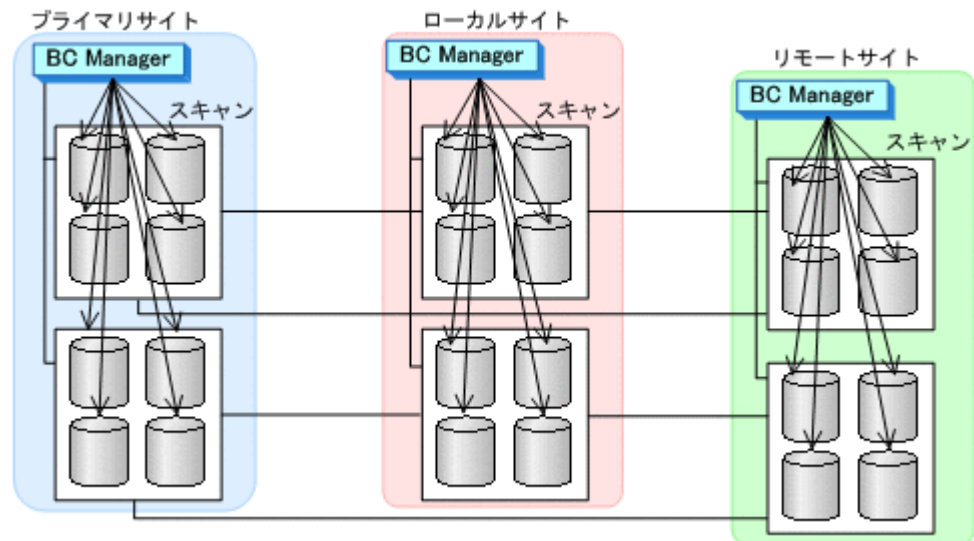 プライマリサイト
ローカルサイト
リモートサイト
BC Manager
BC Manager
BC Manager
スキャン
スキャン
スキャン